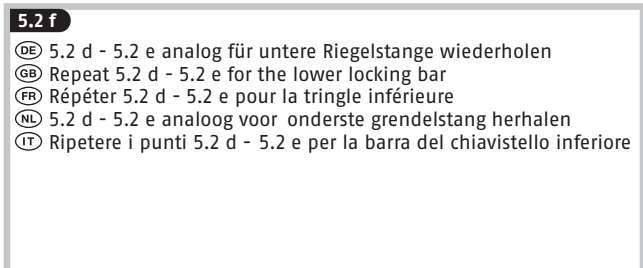 5.2 f
DE 5.2 d - 5.2 e analog für untere Riegelstange wiederholen
GB Repeat 5.2 d - 5.2 e for the lower locking bar
FR Répéter 5.2 d - 5.2 e pour la tringle inférieure
NL 5.2 d - 5.2 e analoog voor onderste grendelstang herhalen
IT Ripetere i punti 5.2 d - 5.2 e per la barra del chiavistello inferiore